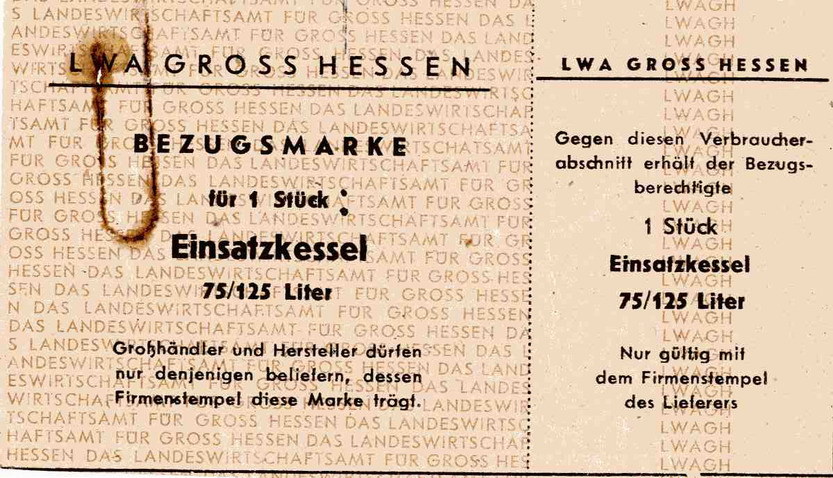 LWA GROSS HESSEN
BEZUGSMARKE
für 1 Stück :
Einsatzkessel
75/125 Liter
Großhändler und Hersteller dürfen
nur denjenigen beliefern, dessen
Firmenstempel diese Marke trägt.
LWA GROSS HESSEN
Gegen diesen Verbraucher-
abschnitt erhält der Bezugs-
berechtigte
1 Stück
Einsatzkessel
75/125 Liter
Nur gültig mit
dem Firmenstempel
des Lieferers